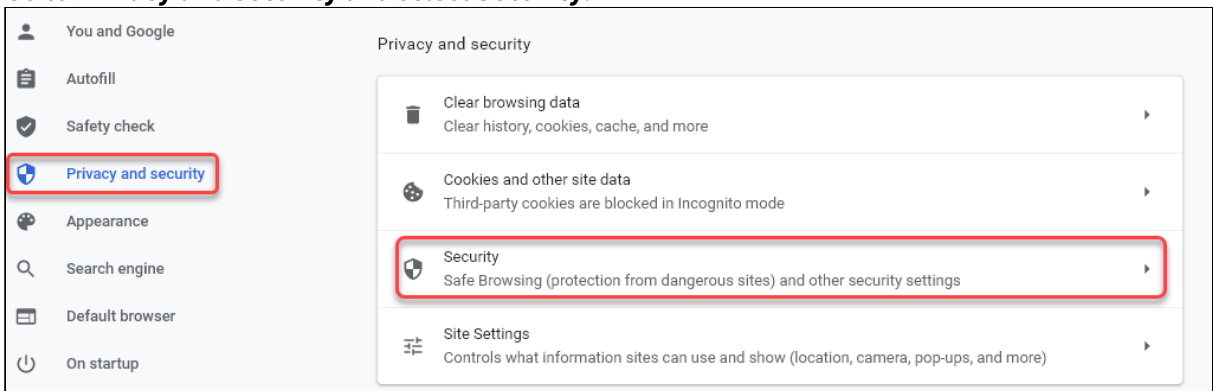 You and Google
Autofill
Safety check
Privacy and security
Appearance
Search engine
Default browser
On startup
Privacy and security
Clear browsing data
Clear history, cookies, cache, and more
Cookies and other site data
Third-party cookies are blocked in Incognito mode
Security
Safe Browsing (protection from dangerous sites) and other security settings
Site Settings
Controls what information sites can use and show (location, camera, pop-ups, and more)